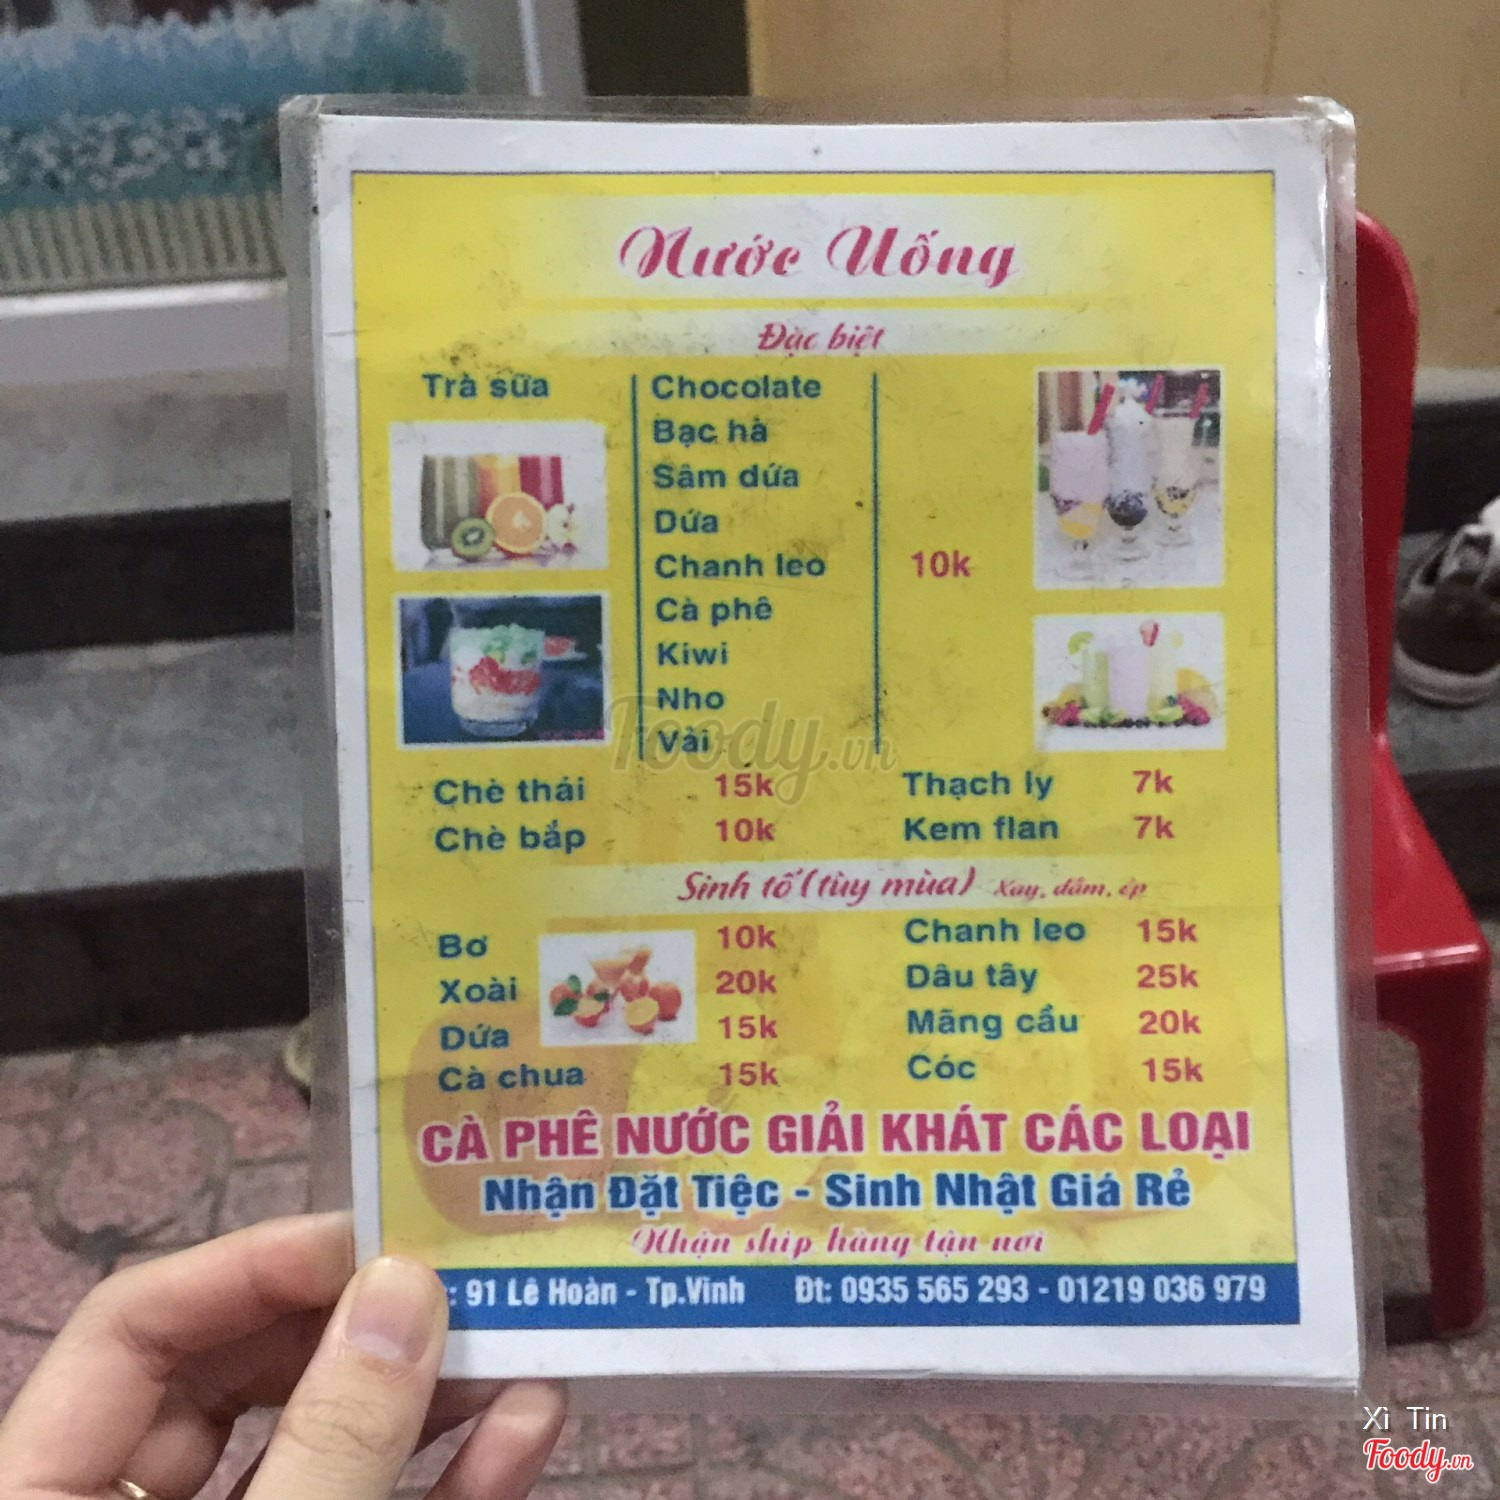 Nước Uống
Đặc biệt
Trà sữa
Chocolate
Bạc hà
Sâm dứa
Dứa
Chanh leo 10k
Cà phê
Kiwi
Nho
Vải
Chè thái 15k Thạch ly 7k
Chè bắp 10k Kem flan 7k
Sinh tố (tùy mùa) Xay, dầm, ép
Bơ 10k Chanh leo 15k
Xoài 20k Dâu tây 25k
Dứa 15k Mãng cầu 20k
Cà chua 15k Cóc 15k
CÀ PHÊ NƯỚC GIẢI KHÁT CÁC LOẠI
Nhận Đặt Tiệc - Sinh Nhật Giá Rẻ
Nhận ship hàng tận nơi
: 91 Lê Hoàn - Tp.Vinh Đt: 0935 565 293 - 01219 036 979
Foody.vn
Xì Tin
Foody.vn